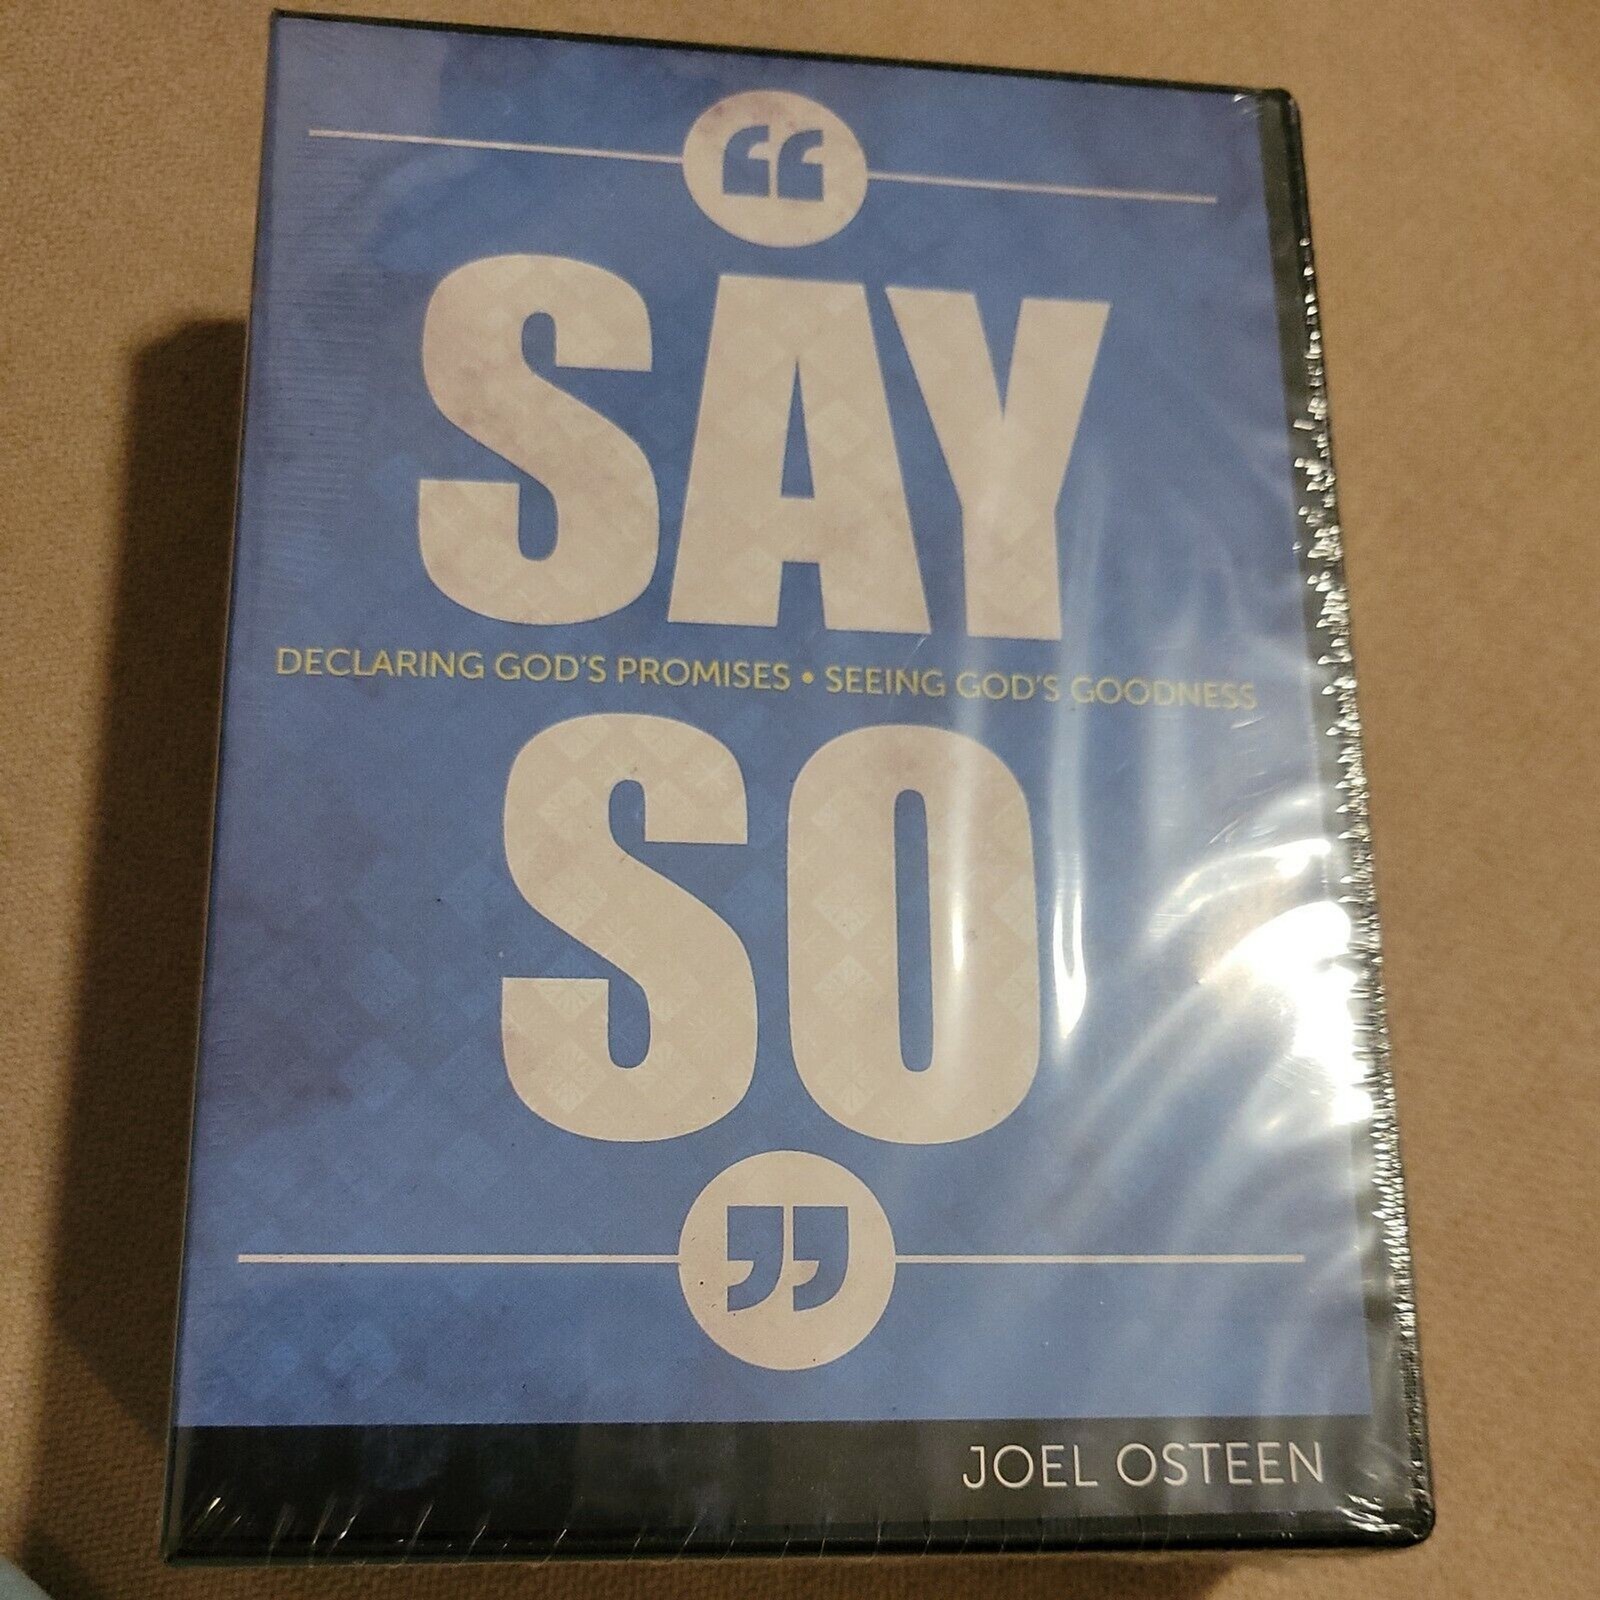 “
SAY
DECLARING GOD'S PROMISES • SEEING GOD'S GOODNESS
SO
”
JOEL OSTEEN